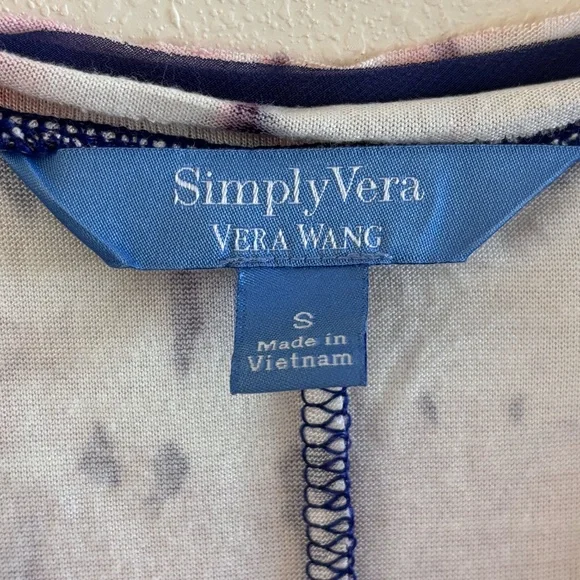 SimplyVera
VERA WANG
S
Made in
Vietnam